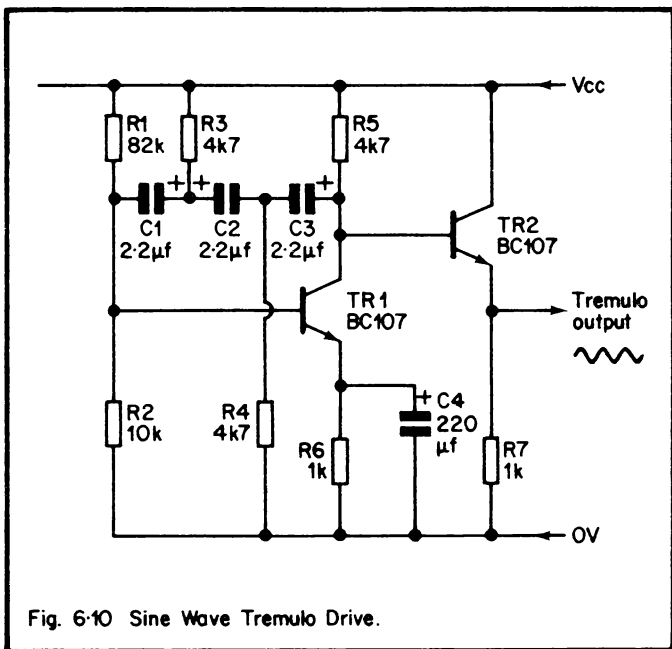 Vcc
R1
82k
R3
4k7
R5
4k7
+
+
+
C1
2·2µf
C2
2·2µf
C3
2·2µf
TR2
BC107
TR1
BC107
Tremulo
output
R2
10k
R4
4k7
R6
1k
+
C4
220
µf
R7
1k
0V
Fig. 6·10 Sine Wave Tremulo Drive.